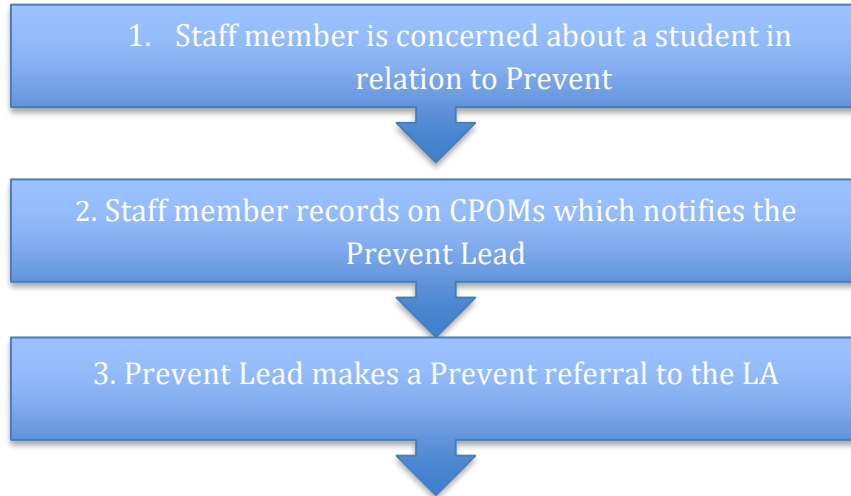 1. Staff member is concerned about a student in
relation to Prevent
2. Staff member records on CPOMs which notifies the
Prevent Lead
3. Prevent Lead makes a Prevent referral to the LA